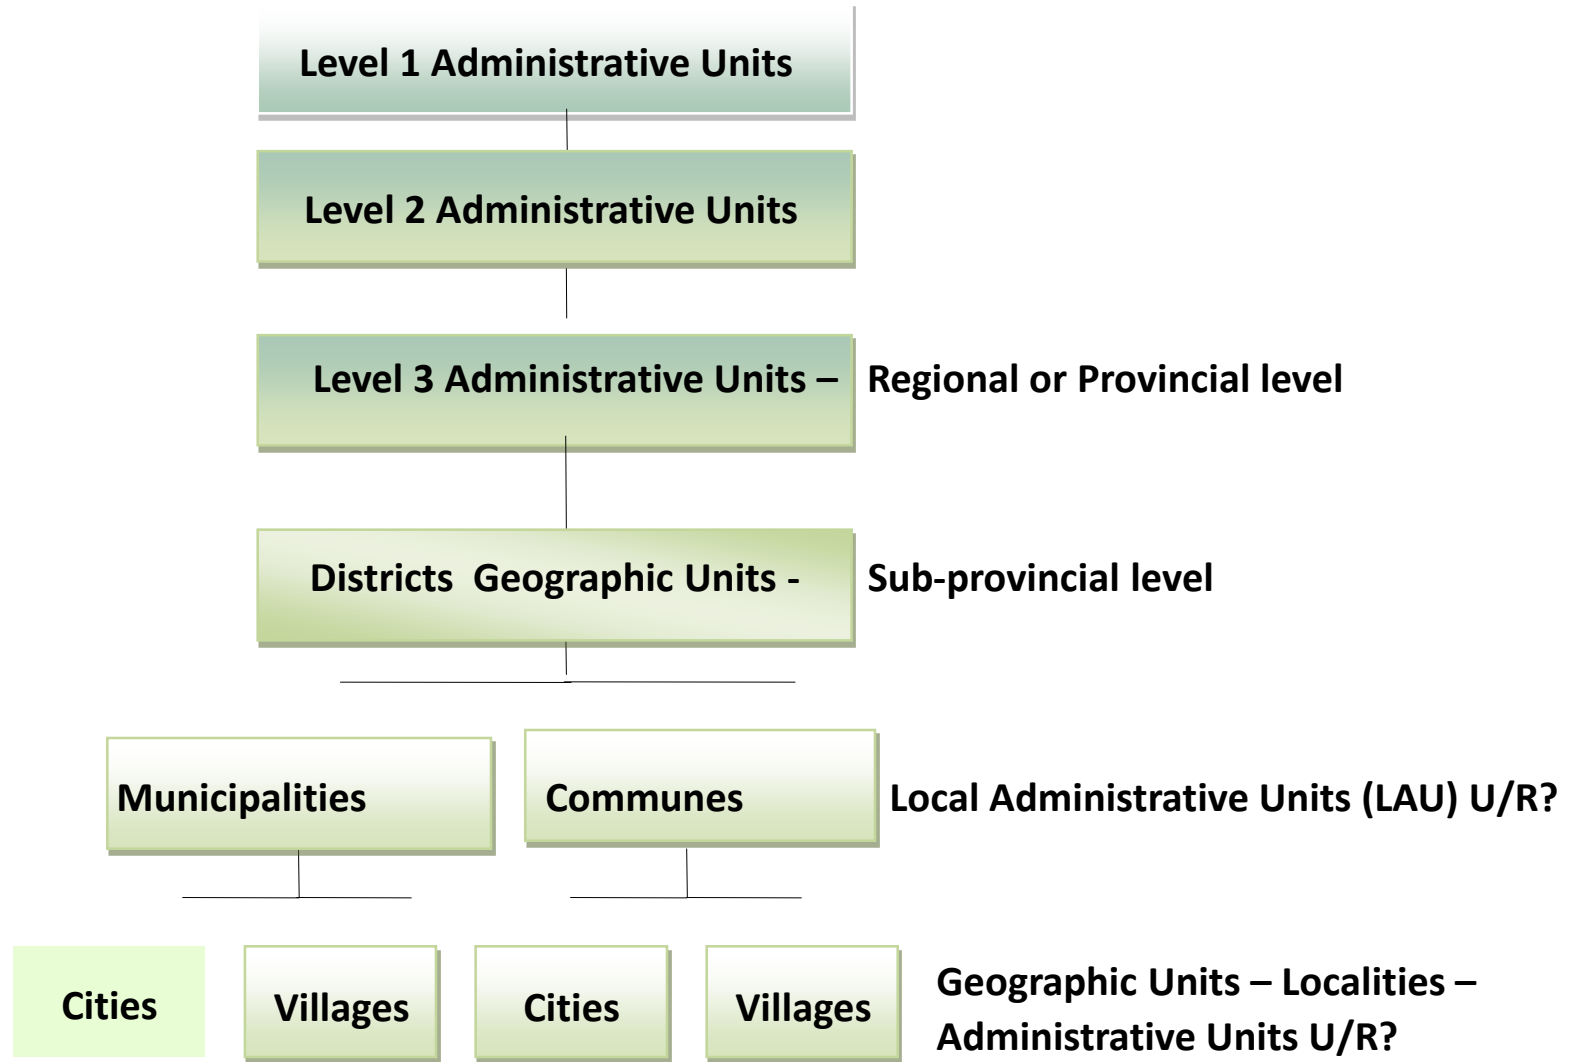 Level 1 Administrative Units
Level 2 Administrative Units
Level 3 Administrative Units – Regional or Provincial level
Districts Geographic Units - Sub-provincial level
Municipalities
Communes
Local Administrative Units (LAU) U/R?
Cities
Villages
Cities
Villages
Geographic Units – Localities –
Administrative Units U/R?